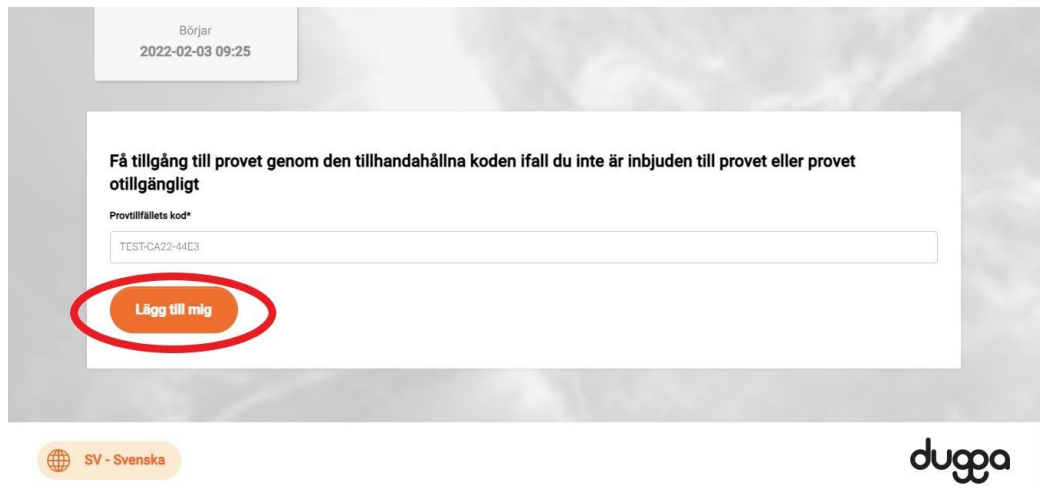 Börjar
2022-02-03 09:25
Få tillgång till provet genom den tillhandahållna koden ifall du inte är inbjuden till provet eller provet
otillgängligt
Provtillfällets kod*
TEST-CA22-44E3
Lägg till mig
SV - Svenska
dugga